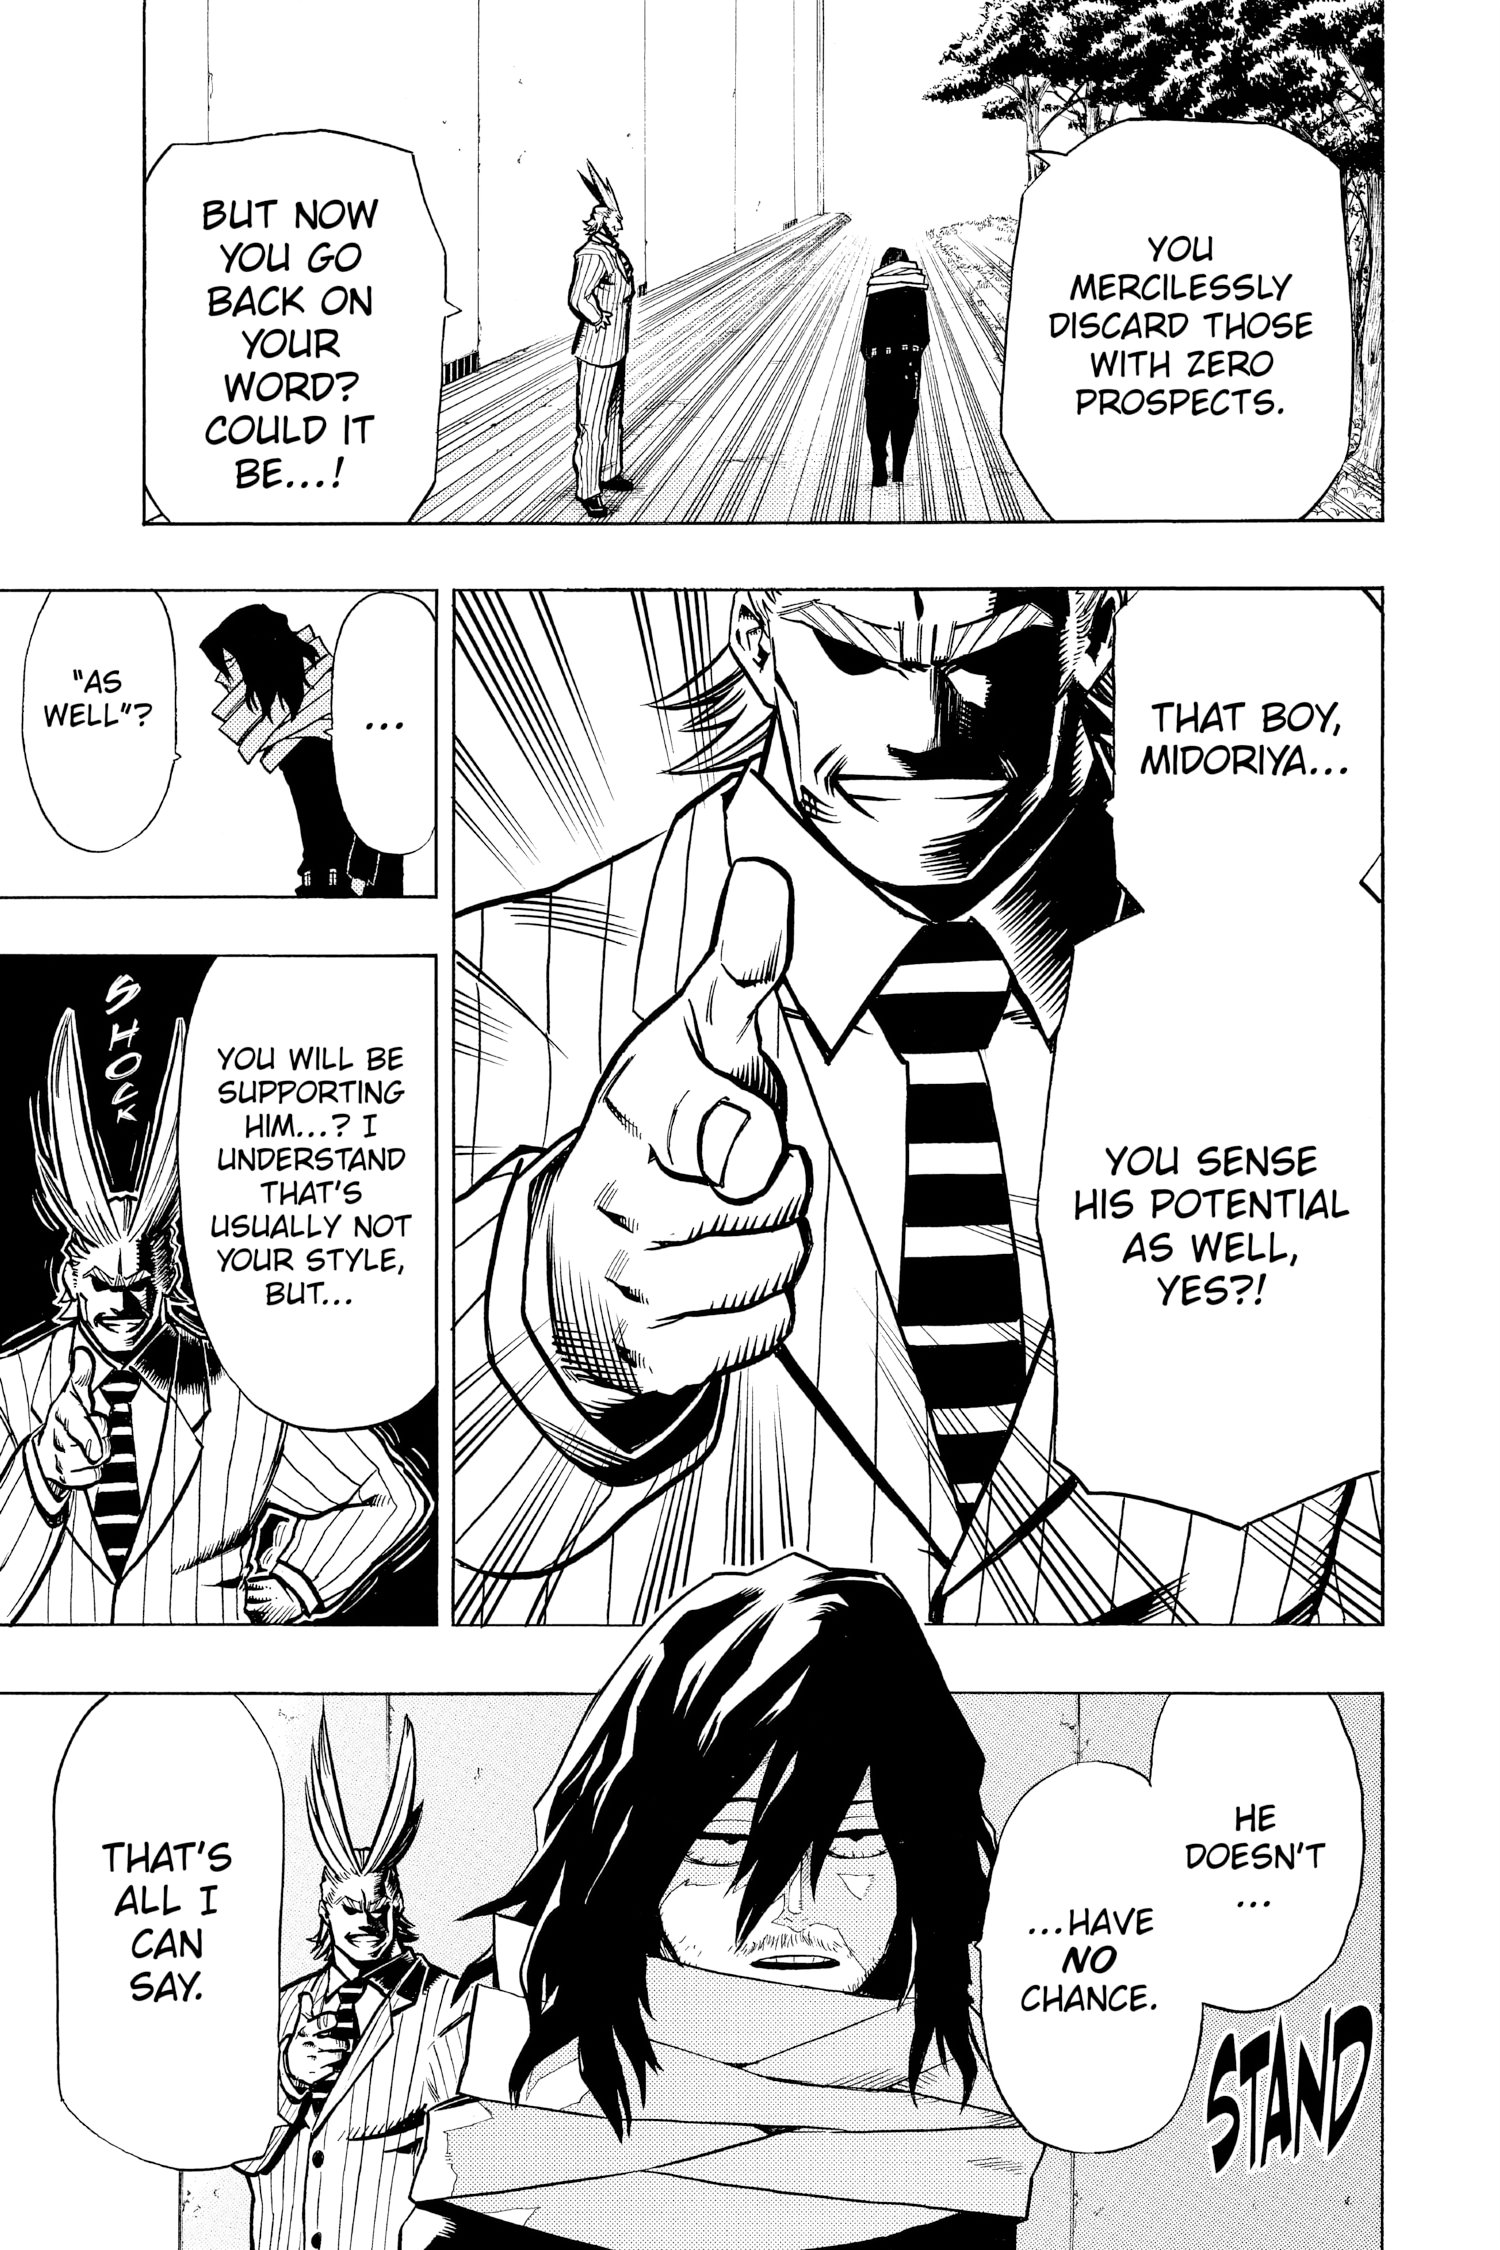 YOU
MERCILESSLY
DISCARD THOSE
WITH ZERO
PROSPECTS.
BUT NOW
YOU GO
BACK ON
YOUR
WORD?
COULD IT
BE...!
THAT BOY,
MIDORIYA...
YOU SENSE
HIS POTENTIAL
AS WELL,
YES?!
...
"AS
WELL"?
YOU WILL BE
SUPPORTING
HIM...? I
UNDERSTAND
THAT'S
USUALLY NOT
YOUR STYLE,
BUT...
SHOCK
HE
DOESN'T
...
...HAVE
NO
CHANCE.
STAND
THAT'S
ALL I
CAN
SAY.